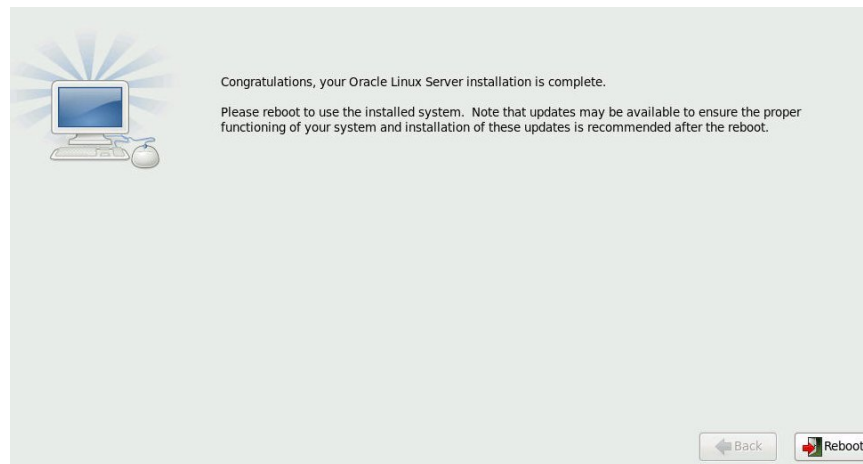 Congratulations, your Oracle Linux Server installation is complete.
Please reboot to use the installed system.  Note that updates may be available to ensure the proper
functioning of your system and installation of these updates is recommended after the reboot.
Back
Reboot